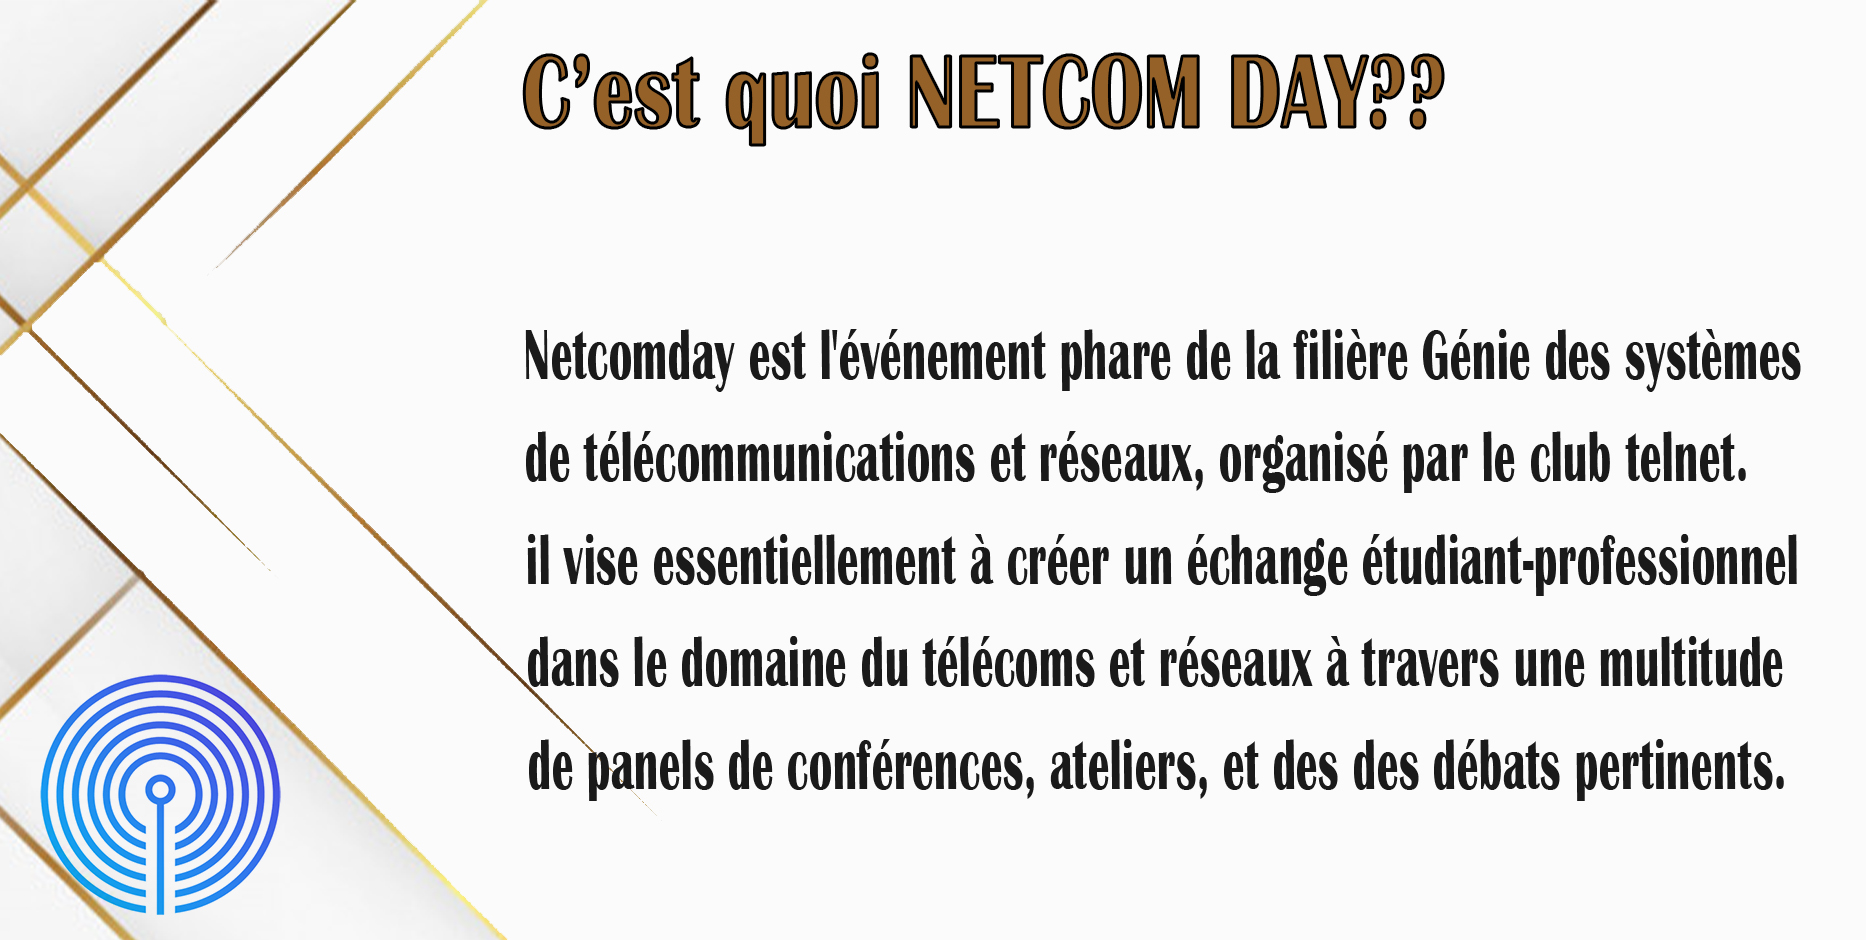 C’est quoi NETCOM DAY??
Netcomday est l'événement phare de la filière Génie des systèmes
de télécommunications et réseaux, organisé par le club telnet.
il vise essentiellement à créer un échange étudiant-professionnel
dans le domaine du télécoms et réseaux à travers une multitude
de panels de conférences, ateliers, et des des débats pertinents.